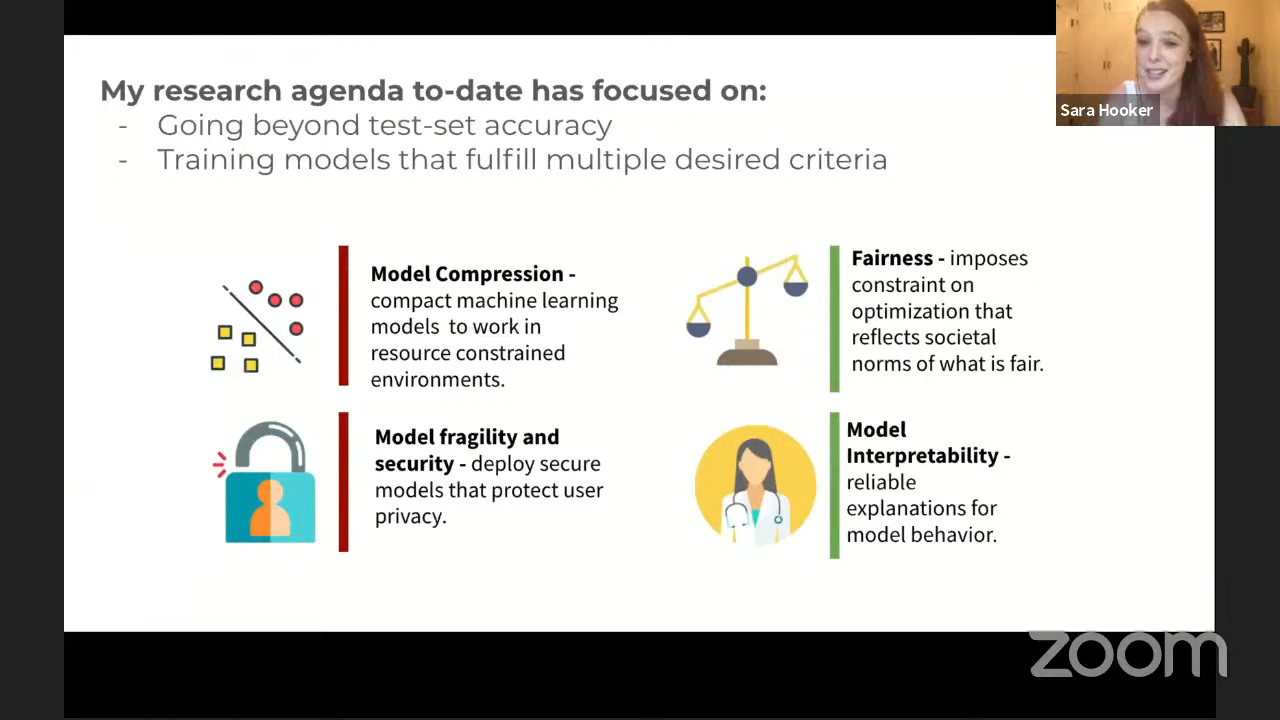 My research agenda to-date has focused on:
- Going beyond test-set accuracy
- Training models that fulfill multiple desired criteria
Sara Hooker
Model Compression -
compact machine learning
models to work in
resource constrained
environments.
Fairness - imposes
constraint on
optimization that
reflects societal
norms of what is fair.
Model fragility and
security - deploy secure
models that protect user
privacy.
Model
Interpretability -
reliable
explanations for
model behavior.
zoom